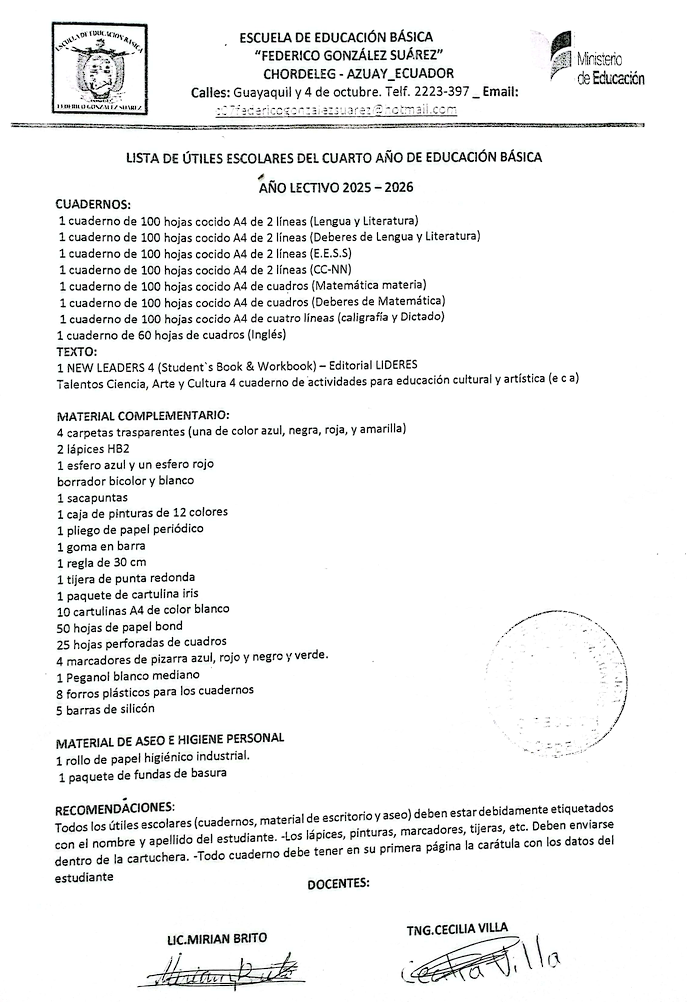 ESCUELA DE EDUCACIÓN BÁSICA
"FEDERICO GONZÁLEZ SUÁREZ"
CHORDELEG - AZUAY_ECUADOR
Calles: Guayaquil y 4 de octubre. Telf. 2223-397 _ Email:
c07federicogonzalezsuarez@hotmail.com
ESCUELA DE EDUCACION BÁSICA
FEDERICO GONZALEZ SUAREZ
Ministerio
de Educación
LISTA DE ÚTILES ESCOLARES DEL CUARTO AÑO DE EDUCACIÓN BÁSICA
AÑO LECTIVO 2025 – 2026
CUADERNOS:
1 cuaderno de 100 hojas cocido A4 de 2 líneas (Lengua y Literatura)
1 cuaderno de 100 hojas cocido A4 de 2 líneas (Deberes de Lengua y Literatura)
1 cuaderno de 100 hojas cocido A4 de 2 líneas (E.E.S.S)
1 cuaderno de 100 hojas cocido A4 de 2 líneas (CC-NN)
1 cuaderno de 100 hojas cocido A4 de cuadros (Matemática materia)
1 cuaderno de 100 hojas cocido A4 de cuadros (Deberes de Matemática)
1 cuaderno de 100 hojas cocido A4 de cuatro líneas (caligrafía y Dictado)
1 cuaderno de 60 hojas de cuadros (Inglés)
TEXTO:
1 NEW LEADERS 4 (Student`s Book & Workbook) – Editorial LIDERES
Talentos Ciencia, Arte y Cultura 4 cuaderno de actividades para educación cultural y artística (e c a)
MATERIAL COMPLEMENTARIO:
4 carpetas trasparentes (una de color azul, negra, roja, y amarilla)
2 lápices HB2
1 esfero azul y un esfero rojo
borrador bicolor y blanco
1 sacapuntas
1 caja de pinturas de 12 colores
1 pliego de papel periódico
1 goma en barra
1 regla de 30 cm
1 tijera de punta redonda
1 paquete de cartulina iris
10 cartulinas A4 de color blanco
50 hojas de papel bond
25 hojas perforadas de cuadros
4 marcadores de pizarra azul, rojo y negro y verde.
1 Peganol blanco mediano
8 forros plásticos para los cuadernos
5 barras de silicón
MATERIAL DE ASEO E HIGIENE PERSONAL
1 rollo de papel higiénico industrial.
1 paquete de fundas de basura
RECOMENDACIONES:
Todos los útiles escolares (cuadernos, material de escritorio y aseo) deben estar debidamente etiquetados
con el nombre y apellido del estudiante. -Los lápices, pinturas, marcadores, tijeras, etc. Deben enviarse
dentro de la cartuchera. -Todo cuaderno debe tener en su primera página la carátula con los datos del
estudiante
DOCENTES:
LIC.MIRIAN BRITO
TNG.CECILIA VILLA
Mirian Brito
Cecilia Villa